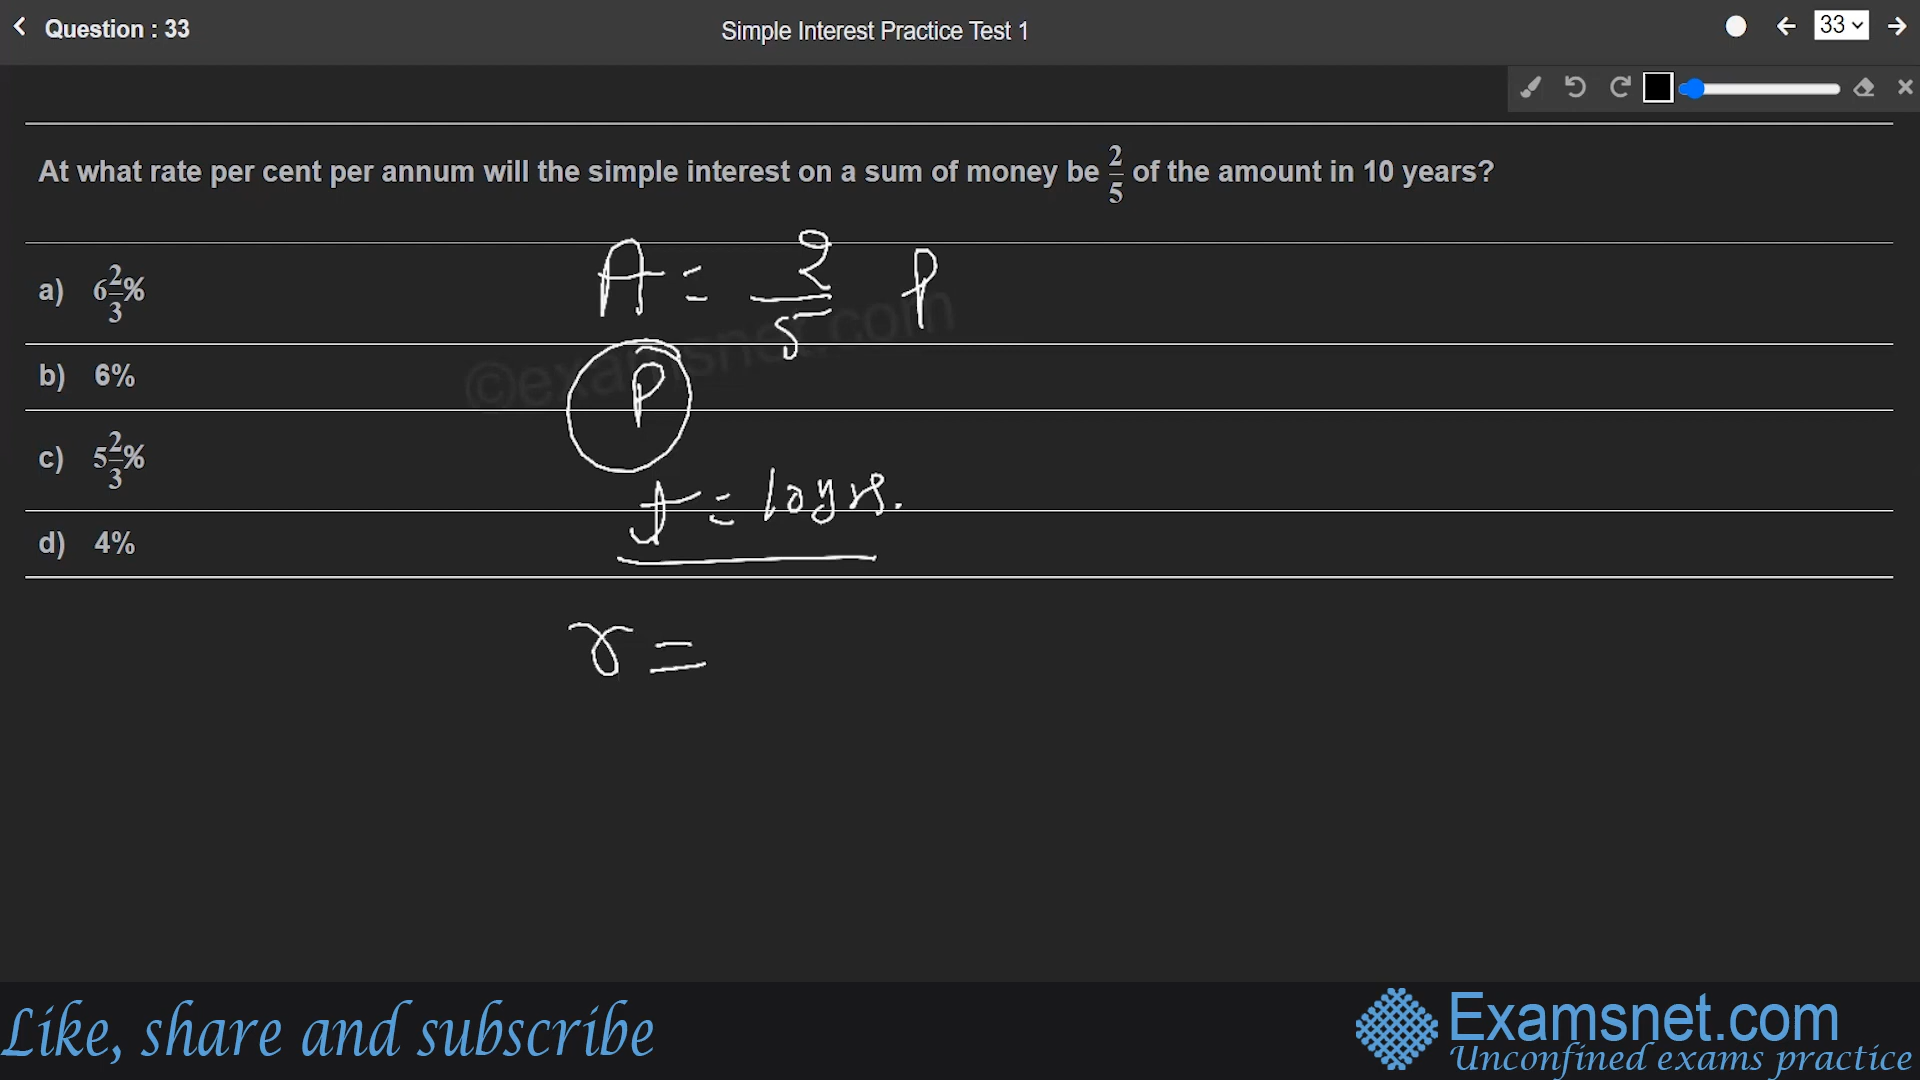 Question : 33
Simple Interest Practice Test 1
33
At what rate per cent per annum will the simple interest on a sum of money be 2/5 of the amount in 10 years?
a) 6 2/3%
b) 6%
c) 5 2/3%
d) 4%
A = 2/5 P
P
t = 10 yrs.
r =
©examsnet.com
Like, share and subscribe
Examsnet.com
Unconfined exams practice